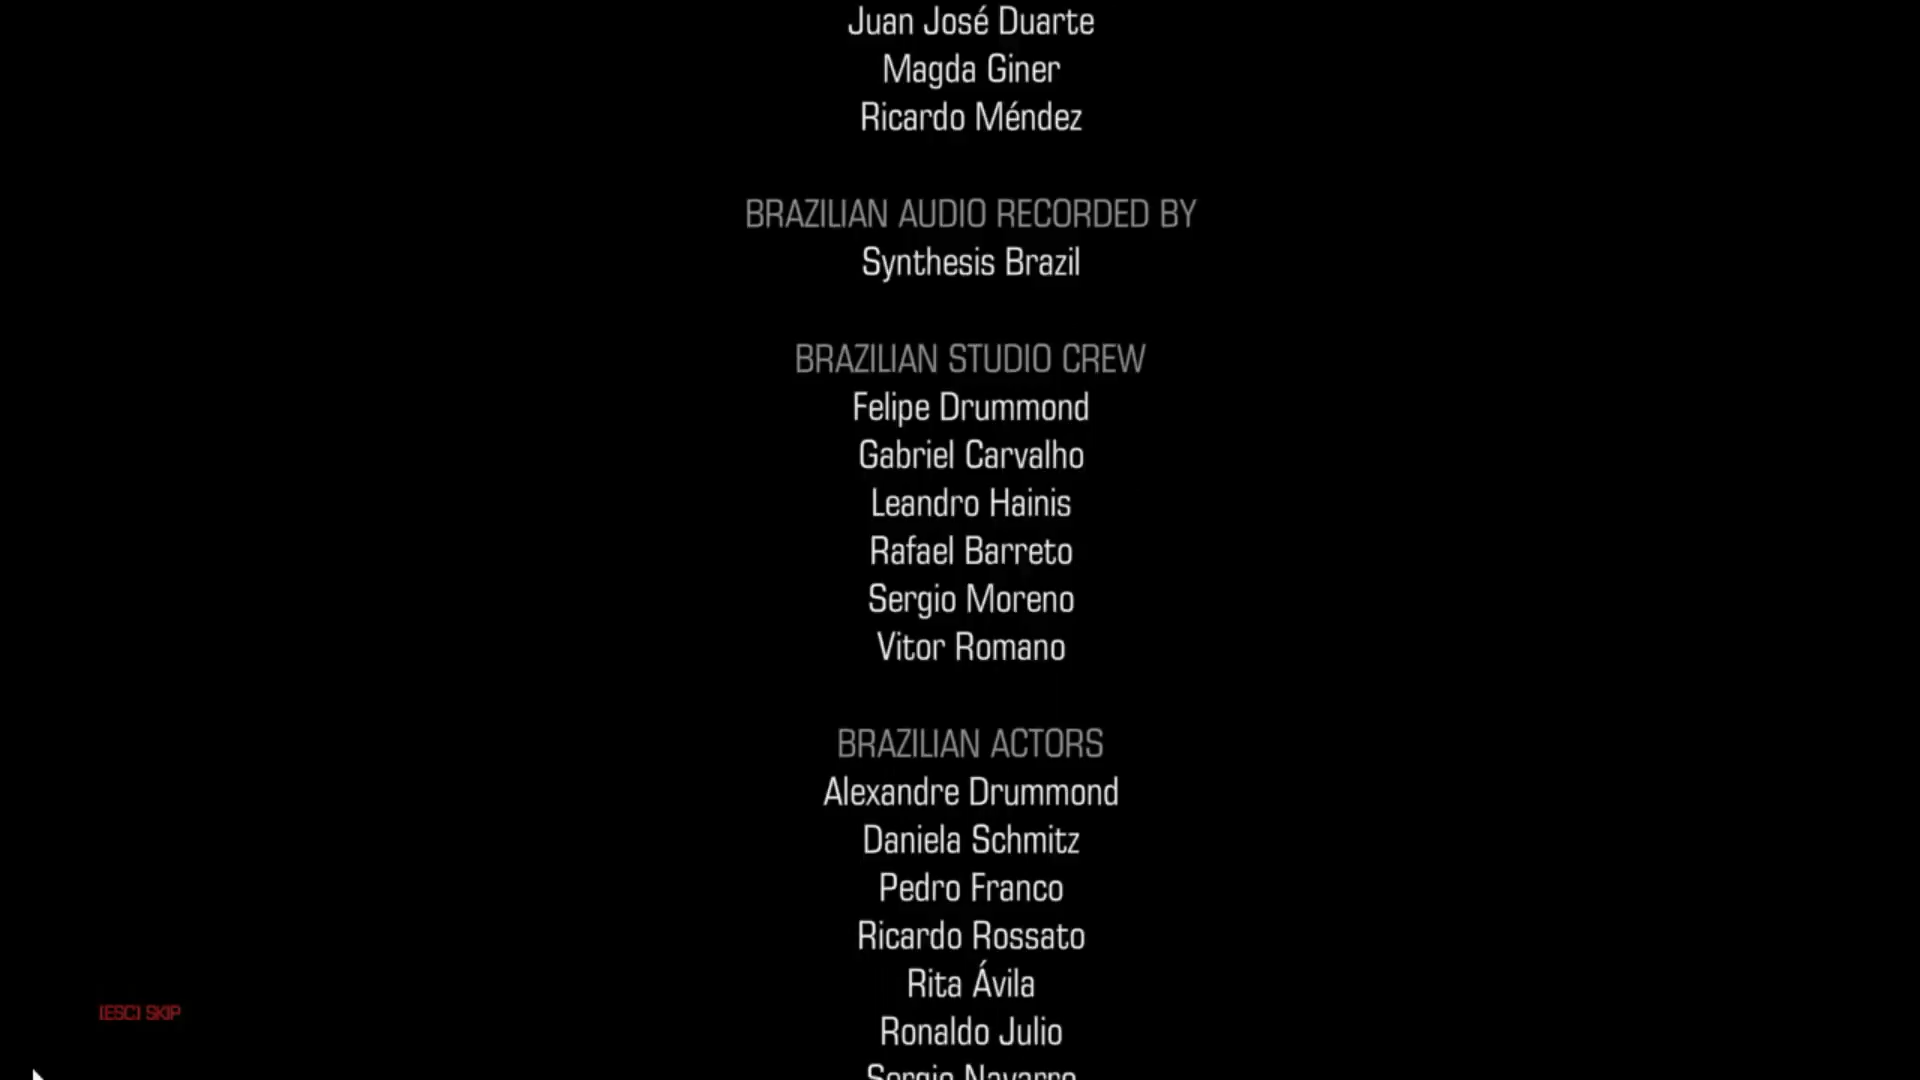 Juan José Duarte
Magda Giner
Ricardo Méndez
BRAZILIAN AUDIO RECORDED BY
Synthesis Brazil
BRAZILIAN STUDIO CREW
Felipe Drummond
Gabriel Carvalho
Leandro Hainis
Rafael Barreto
Sergio Moreno
Vitor Romano
BRAZILIAN ACTORS
Alexandre Drummond
Daniela Schmitz
Pedro Franco
Ricardo Rossato
Rita Ávila
[ESC] SKIP
Ronaldo Julio
Sergio Navarro